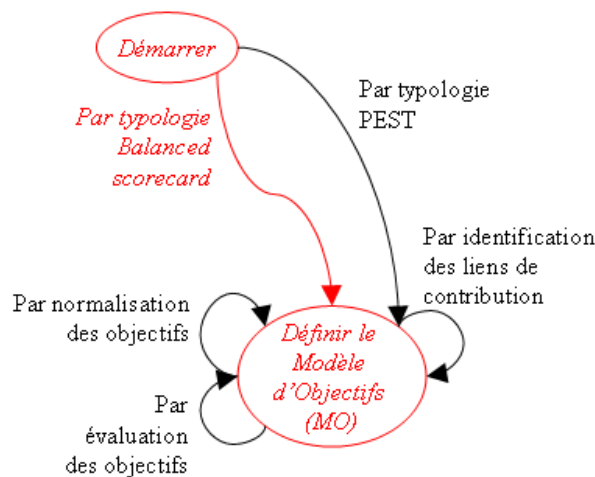 Démarrer
Par typologie
PEST
Par typologie
Balanced
scorecard
Par identification
des liens de
contribution
Par normalisation
des objectifs
Définir le
Modèle
d'Objectifs
(MO)
Par
évaluation
des objectifs